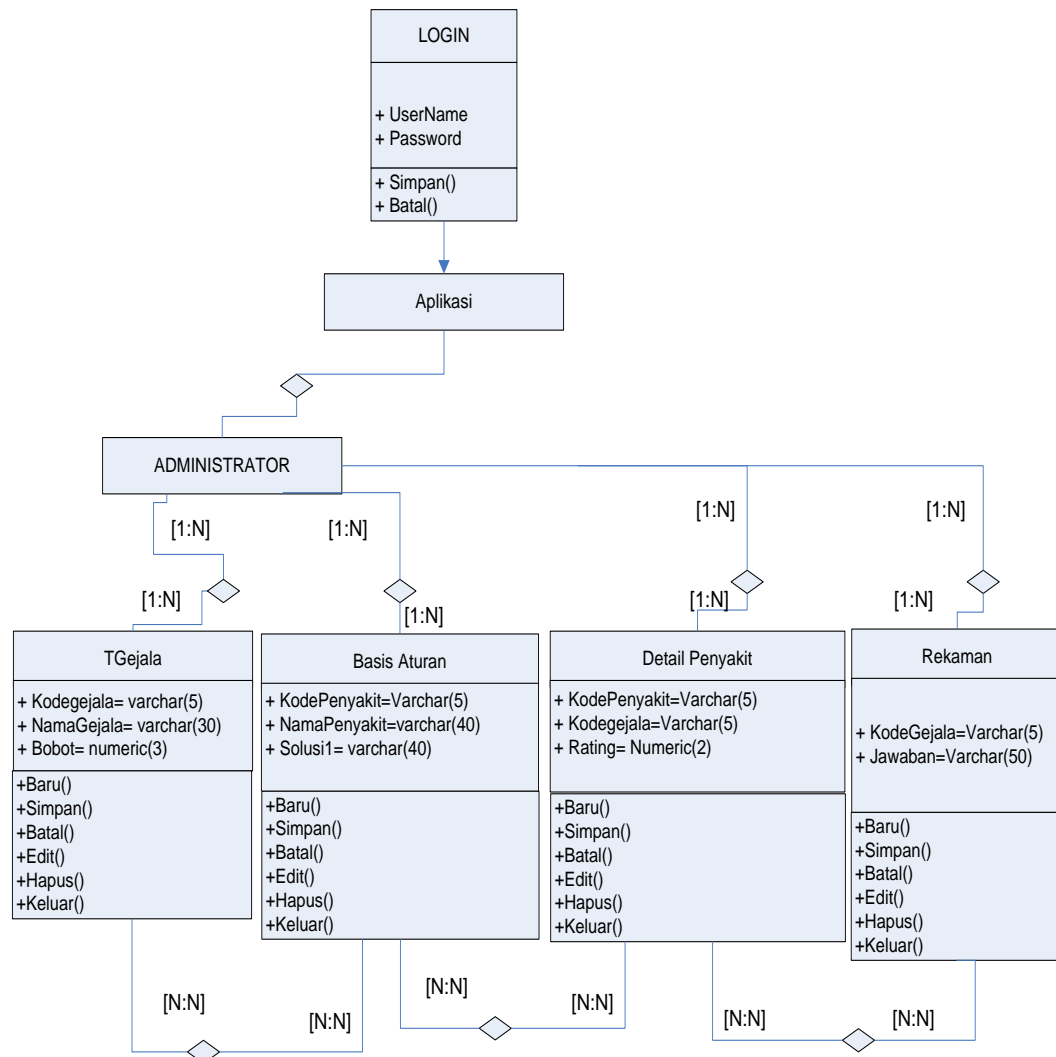 LOGIN
+ UserName
+ Password
+ Simpan()
+ Batal()
Aplikasi
ADMINISTRATOR
[1:N]
[1:N]
[1:N]
[1:N]
[1:N]
[1:N]
[1:N]
[1:N]
TGejala
+ Kodegejala= varchar(5)
+ NamaGejala= varchar(30)
+ Bobot= numeric(3)
+Baru()
+Simpan()
+Batal()
+Edit()
+Hapus()
+Keluar()
Basis Aturan
+ KodePenyakit=Varchar(5)
+ NamaPenyakit=varchar(40)
+ Solusi1= varchar(40)
+Baru()
+Simpan()
+Batal()
+Edit()
+Hapus()
+Keluar()
Detail Penyakit
+ KodePenyakit=Varchar(5)
+ Kodegejala=Varchar(5)
+ Rating= Numeric(2)
+Baru()
+Simpan()
+Batal()
+Edit()
+Hapus()
+Keluar()
Rekaman
+ KodeGejala=Varchar(5)
+ Jawaban=Varchar(50)
+Baru()
+Simpan()
+Batal()
+Edit()
+Hapus()
+Keluar()
[N:N]
[N:N]
[N:N]
[N:N]
[N:N]
[N:N]